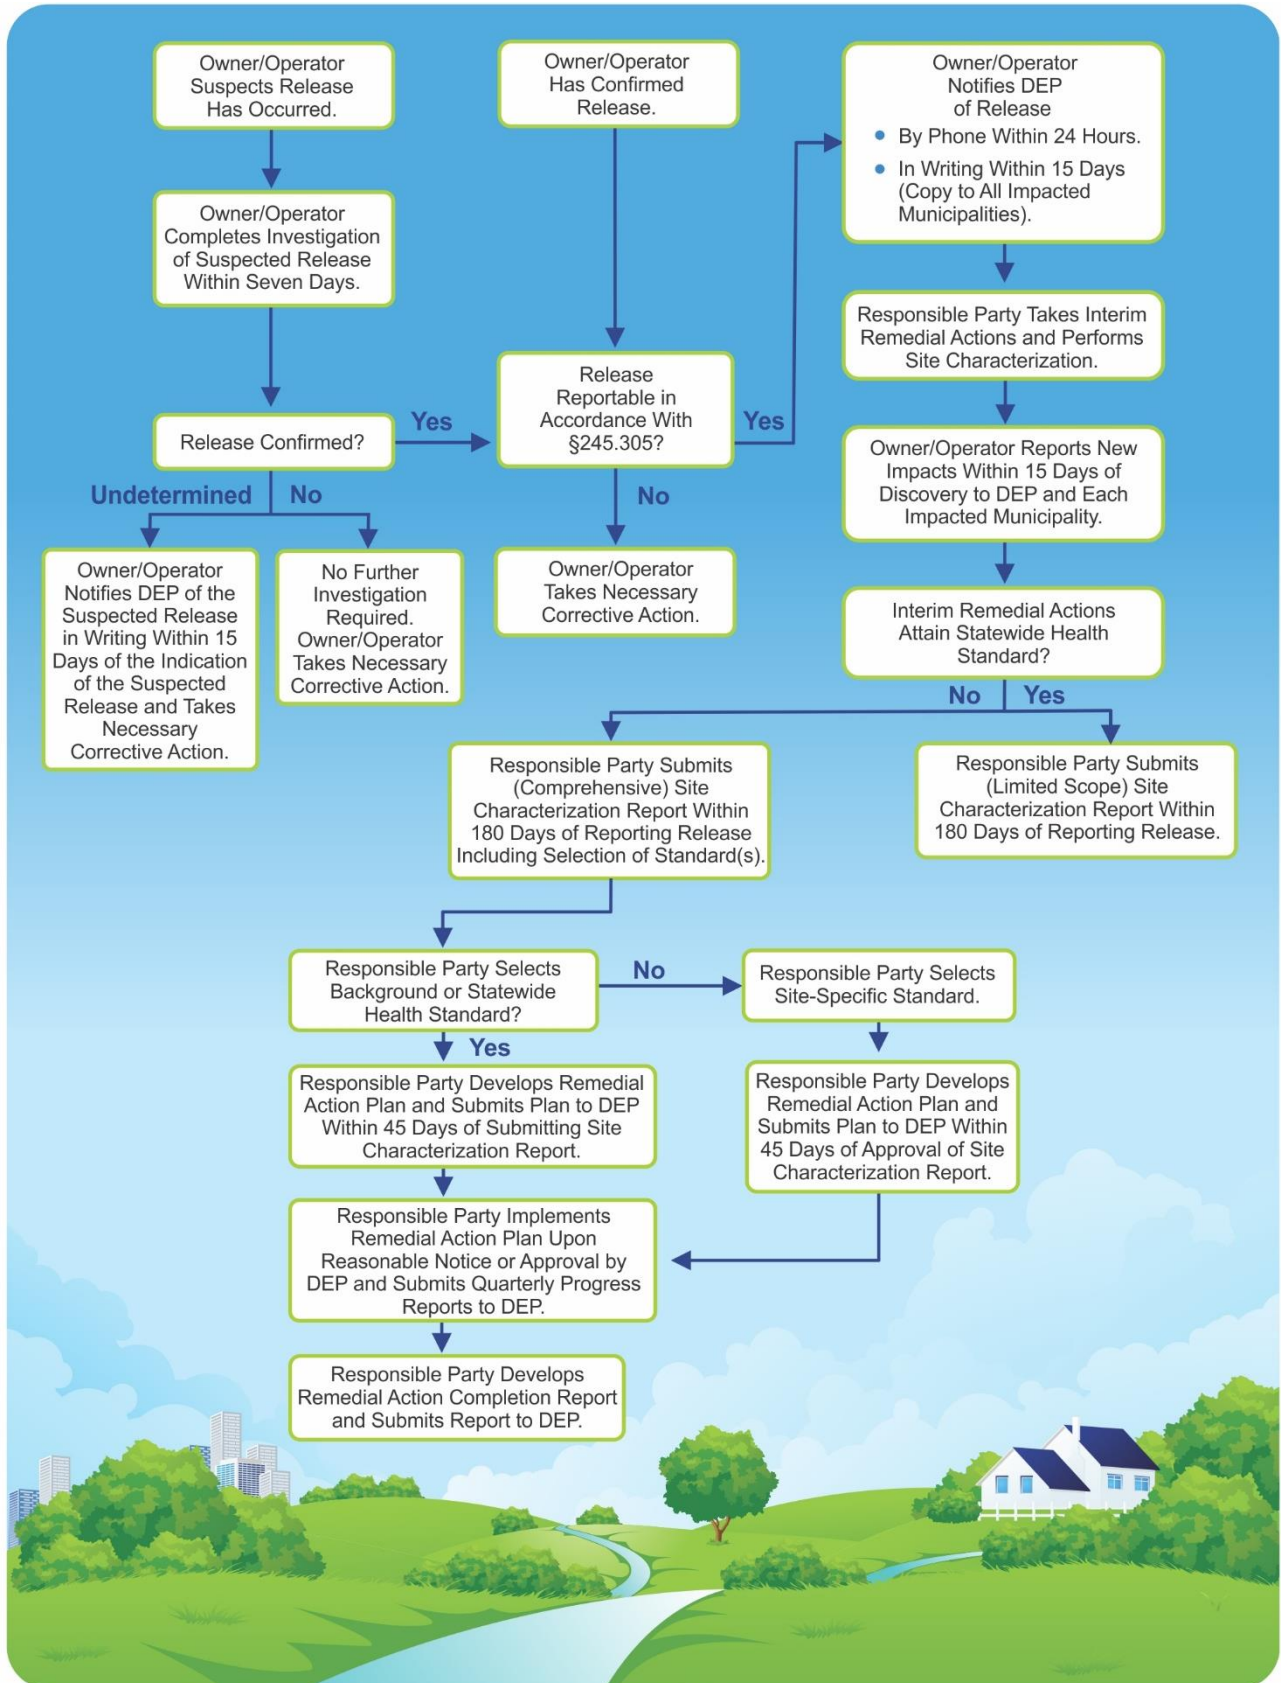 Owner/Operator
Suspects Release
Has Occurred.
Owner/Operator
Completes Investigation
of Suspected Release
Within Seven Days.
Release Confirmed?
Yes
Undetermined
No
Owner/Operator
Notifies DEP of the
Suspected Release
in Writing Within 15
Days of the Indication
of the Suspected
Release and Takes
Necessary
Corrective Action.
No Further
Investigation
Required.
Owner/Operator
Takes Necessary
Corrective Action.
Owner/Operator
Has Confirmed
Release.
Release
Reportable in
Accordance With
§245.305?
Yes
No
Owner/Operator
Takes Necessary
Corrective Action.
Owner/Operator
Notifies DEP
of Release
• By Phone Within 24 Hours.
• In Writing Within 15 Days
(Copy to All Impacted
Municipalities).
Responsible Party Takes Interim
Remedial Actions and Performs
Site Characterization.
Owner/Operator Reports New
Impacts Within 15 Days of
Discovery to DEP and Each
Impacted Municipality.
Interim Remedial Actions
Attain Statewide Health
Standard?
No
Yes
Responsible Party Submits
(Comprehensive) Site
Characterization Report Within
180 Days of Reporting Release
Including Selection of Standard(s).
Responsible Party Submits
(Limited Scope) Site
Characterization Report Within
180 Days of Reporting Release.
Responsible Party Selects
Background or Statewide
Health Standard?
No
Responsible Party Selects
Site-Specific Standard.
Yes
Responsible Party Develops Remedial
Action Plan and Submits Plan to DEP
Within 45 Days of Submitting Site
Characterization Report.
Responsible Party Develops
Remedial Action Plan and
Submits Plan to DEP Within
45 Days of Approval of Site
Characterization Report.
Responsible Party Implements
Remedial Action Plan Upon
Reasonable Notice or Approval by
DEP and Submits Quarterly Progress
Reports to DEP.
Responsible Party Develops
Remedial Action Completion Report
and Submits Report to DEP.